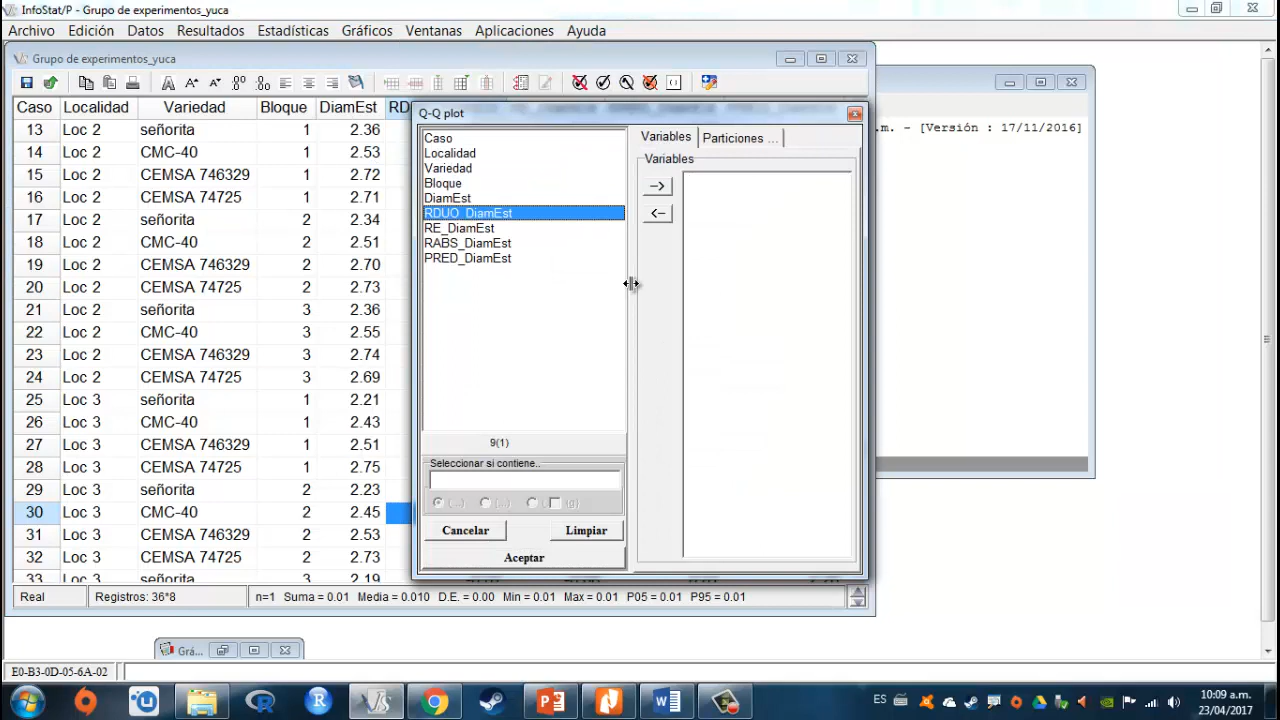 InfoStat/P - Grupo de experimentos_yuca
Archivo Edición Datos Resultados Estadísticas Gráficos Ventanas Aplicaciones Ayuda
Grupo de experimentos_yuca
Caso Localidad Variedad Bloque DiamEst RD
13 Loc 2 señorita 1 2.36
14 Loc 2 CMC-40 1 2.53
15 Loc 2 CEMSA 746329 1 2.72
16 Loc 2 CEMSA 74725 1 2.71
17 Loc 2 señorita 2 2.34
18 Loc 2 CMC-40 2 2.51
19 Loc 2 CEMSA 746329 2 2.70
20 Loc 2 CEMSA 74725 2 2.73
21 Loc 2 señorita 3 2.36
22 Loc 2 CMC-40 3 2.55
23 Loc 2 CEMSA 746329 3 2.74
24 Loc 2 CEMSA 74725 3 2.69
25 Loc 3 señorita 1 2.21
26 Loc 3 CMC-40 1 2.43
27 Loc 3 CEMSA 746329 1 2.51
28 Loc 3 CEMSA 74725 1 2.75
29 Loc 3 señorita 2 2.23
30 Loc 3 CMC-40 2 2.45
31 Loc 3 CEMSA 746329 2 2.53
32 Loc 3 CEMSA 74725 2 2.73
33 Loc 3 señorita 3 2.19
Real Registros: 36*8 n=1 Suma = 0.01 Media = 0.010 D.E. = 0.00 Min = 0.01 Max = 0.01 P05 = 0.01 P95 = 0.01
Q-Q plot
Caso
Localidad
Variedad
Bloque
DiamEst
RDUO_DiamEst
RE_DiamEst
RABS_DiamEst
PRED_DiamEst
9(1)
Seleccionar si contiene..
Cancelar Limpiar
Aceptar
Variables Particiones ...
Variables
-->
<--
.m. - [Versión : 17/11/2016]
Grá...
E0-B3-0D-05-6A-02
ES
10:09 a.m.
23/04/2017